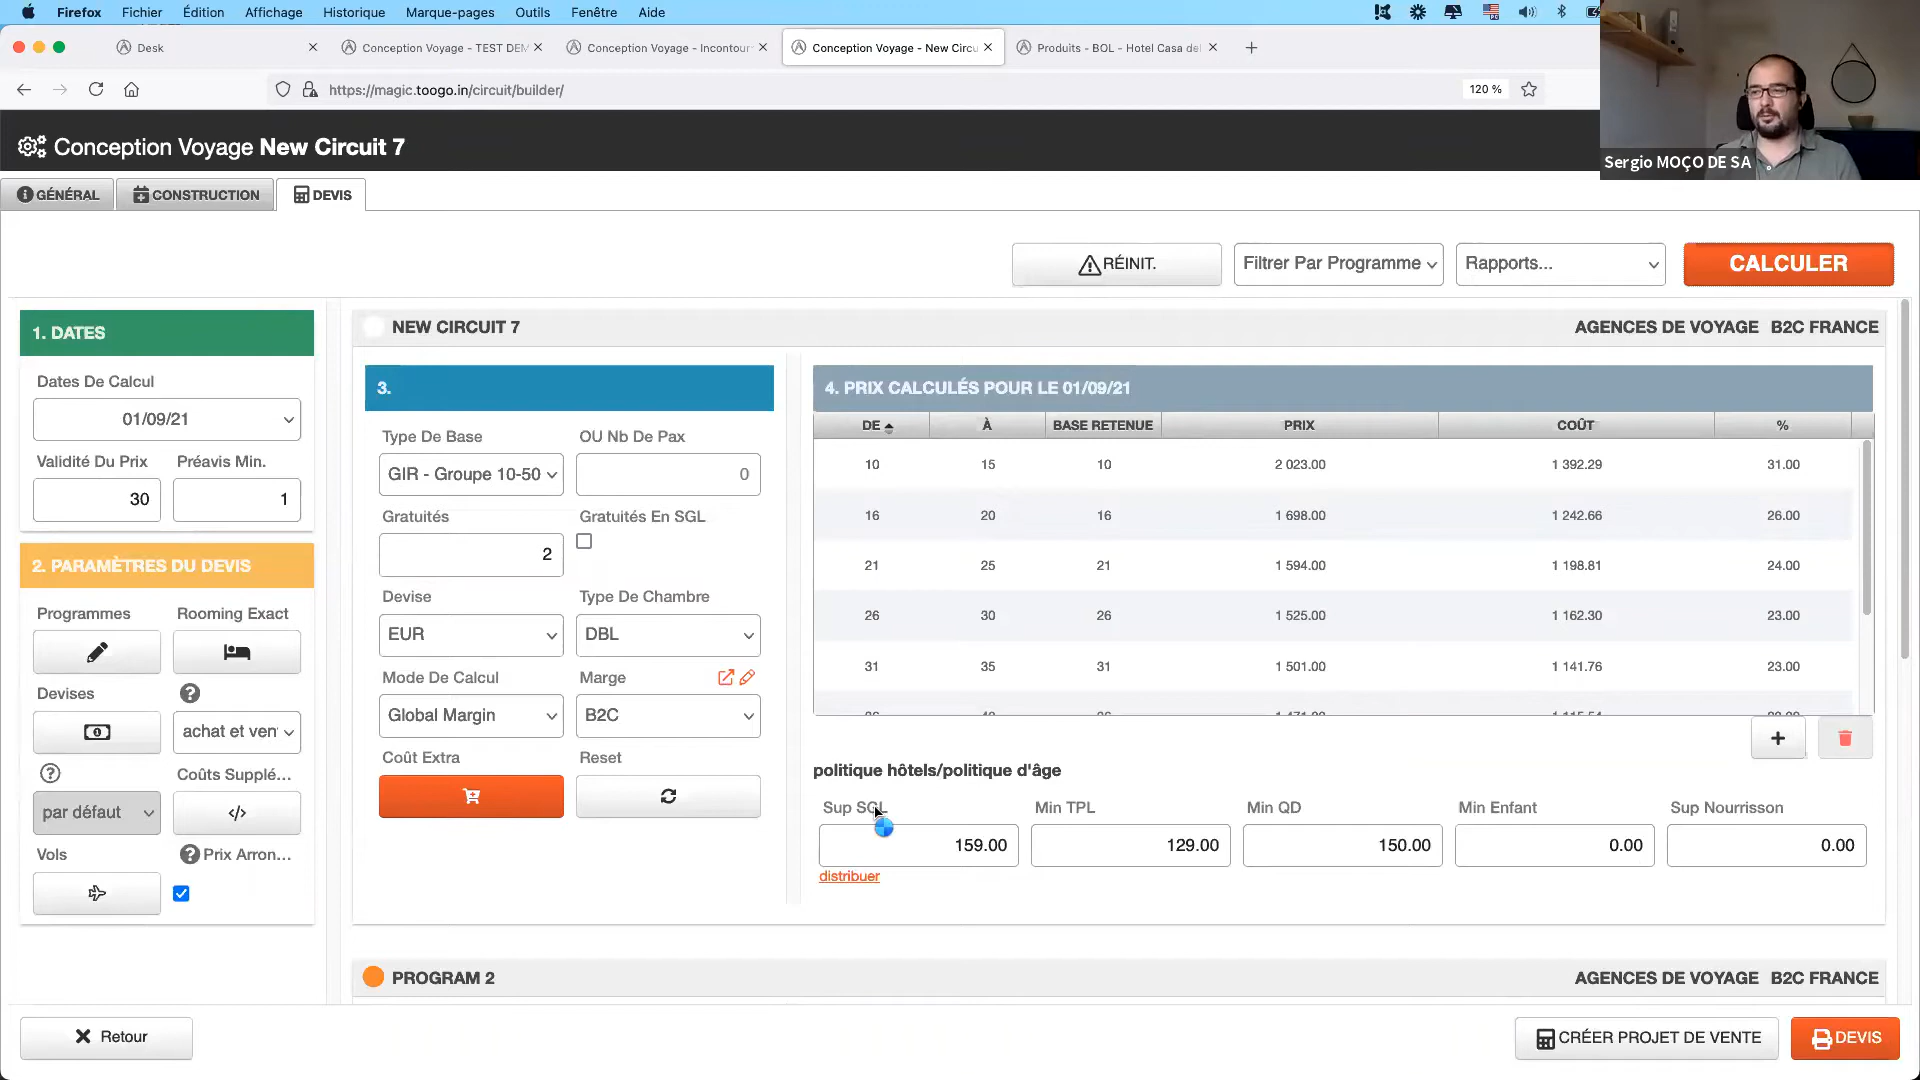 Firefox Fichier Édition Affichage Historique Marque-pages Outils Fenêtre Aide
Desk
Conception Voyage - TEST DEM
Conception Voyage - Incontour
Conception Voyage - New Circu
Produits - BOL - Hotel Casa del
https://magic.toogo.in/circuit/builder/
120 %
Conception Voyage New Circuit 7
Sergio MOÇO DE SA
GÉNÉRAL
CONSTRUCTION
DEVIS
RÉINIT.
Filtrer Par Programme
Rapports...
CALCULER
1. DATES
Dates De Calcul
01/09/21
Validité Du Prix
Préavis Min.
30
1
2. PARAMÈTRES DU DEVIS
Programmes
Rooming Exact
Devises
achat et ven
Coûts Supplé...
par défaut
Vols
Prix Arron...
NEW CIRCUIT 7
AGENCES DE VOYAGE B2C FRANCE
3.
Type De Base
OU Nb De Pax
GIR - Groupe 10-50
0
Gratuités
Gratuités En SGL
2
Devise
Type De Chambre
EUR
DBL
Mode De Calcul
Marge
Global Margin
B2C
Coût Extra
Reset
4. PRIX CALCULÉS POUR LE 01/09/21
DE À BASE RETENUE PRIX COÛT %
10 15 10 2 023.00 1 392.29 31.00
16 20 16 1 698.00 1 242.66 26.00
21 25 21 1 594.00 1 198.81 24.00
26 30 26 1 525.00 1 162.30 23.00
31 35 31 1 501.00 1 141.76 23.00
politique hôtels/politique d'âge
Sup SGL
Min TPL
Min QD
Min Enfant
Sup Nourrisson
159.00
129.00
150.00
0.00
0.00
distribuer
PROGRAM 2
AGENCES DE VOYAGE B2C FRANCE
Retour
CRÉER PROJET DE VENTE
DEVIS